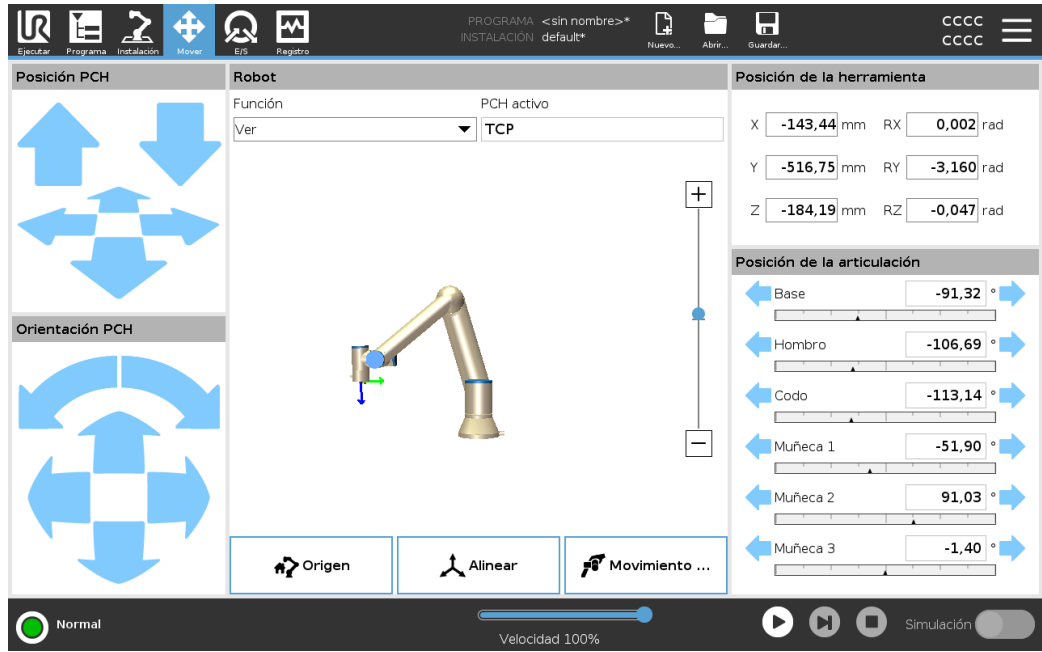 PROGRAMA <sin nombre>*
INSTALACIÓN default*
CCCC
CCCC
Ejecutar Programa Instalación Mover E/S Registro Nuevo... Abrir... Guardar...
Posición PCH
Robot
Posición de la herramienta
Función
PCH activo
Ver
TCP
X -143,44 mm RX 0,002 rad
Y -516,75 mm RY -3,160 rad
Z -184,19 mm RZ -0,047 rad
Posición de la articulación
Base -91,32 °
Orientación PCH
Hombro -106,69 °
Codo -113,14 °
Muñeca 1 -51,90 °
Muñeca 2 91,03 °
Muñeca 3 -1,40 °
Origen
Alinear
Movimiento ...
Normal
Velocidad 100%
Simulación